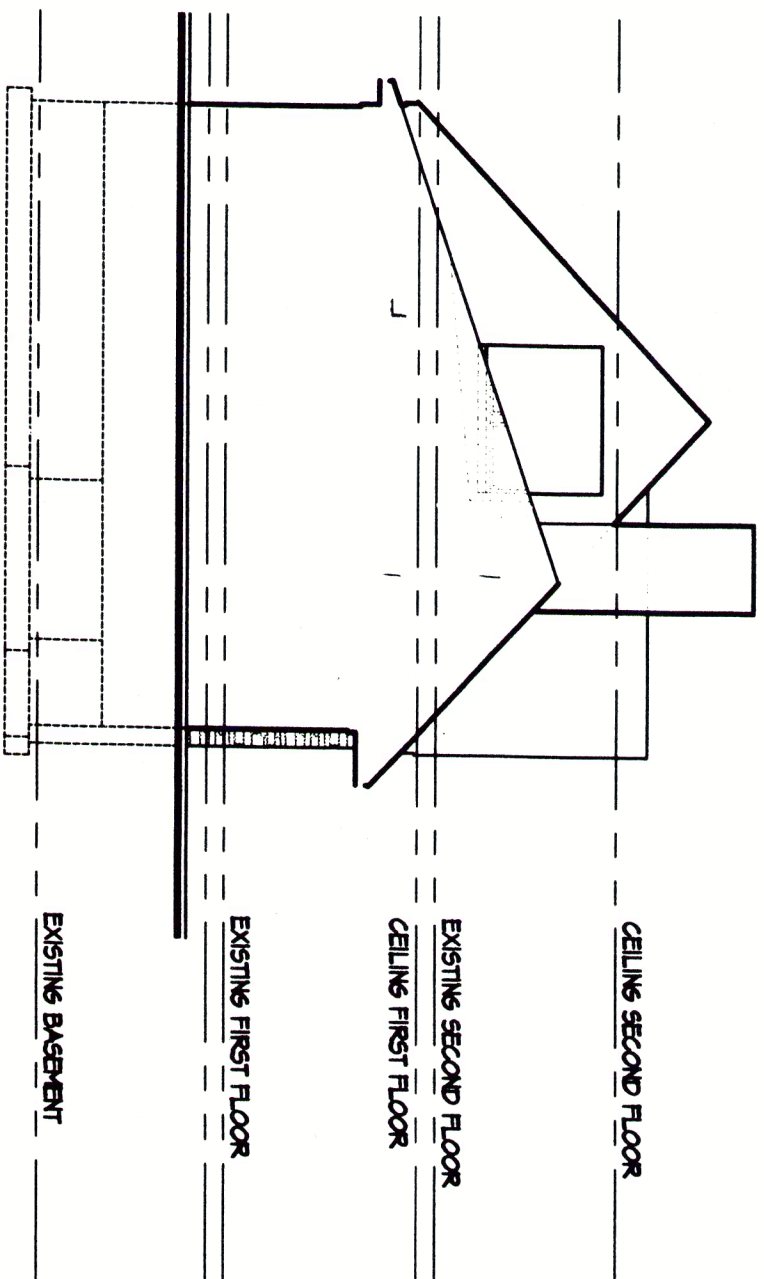 CEILING SECOND FLOOR
EXISTING SECOND FLOOR
CEILING FIRST FLOOR
EXISTING FIRST FLOOR
EXISTING BASEMENT